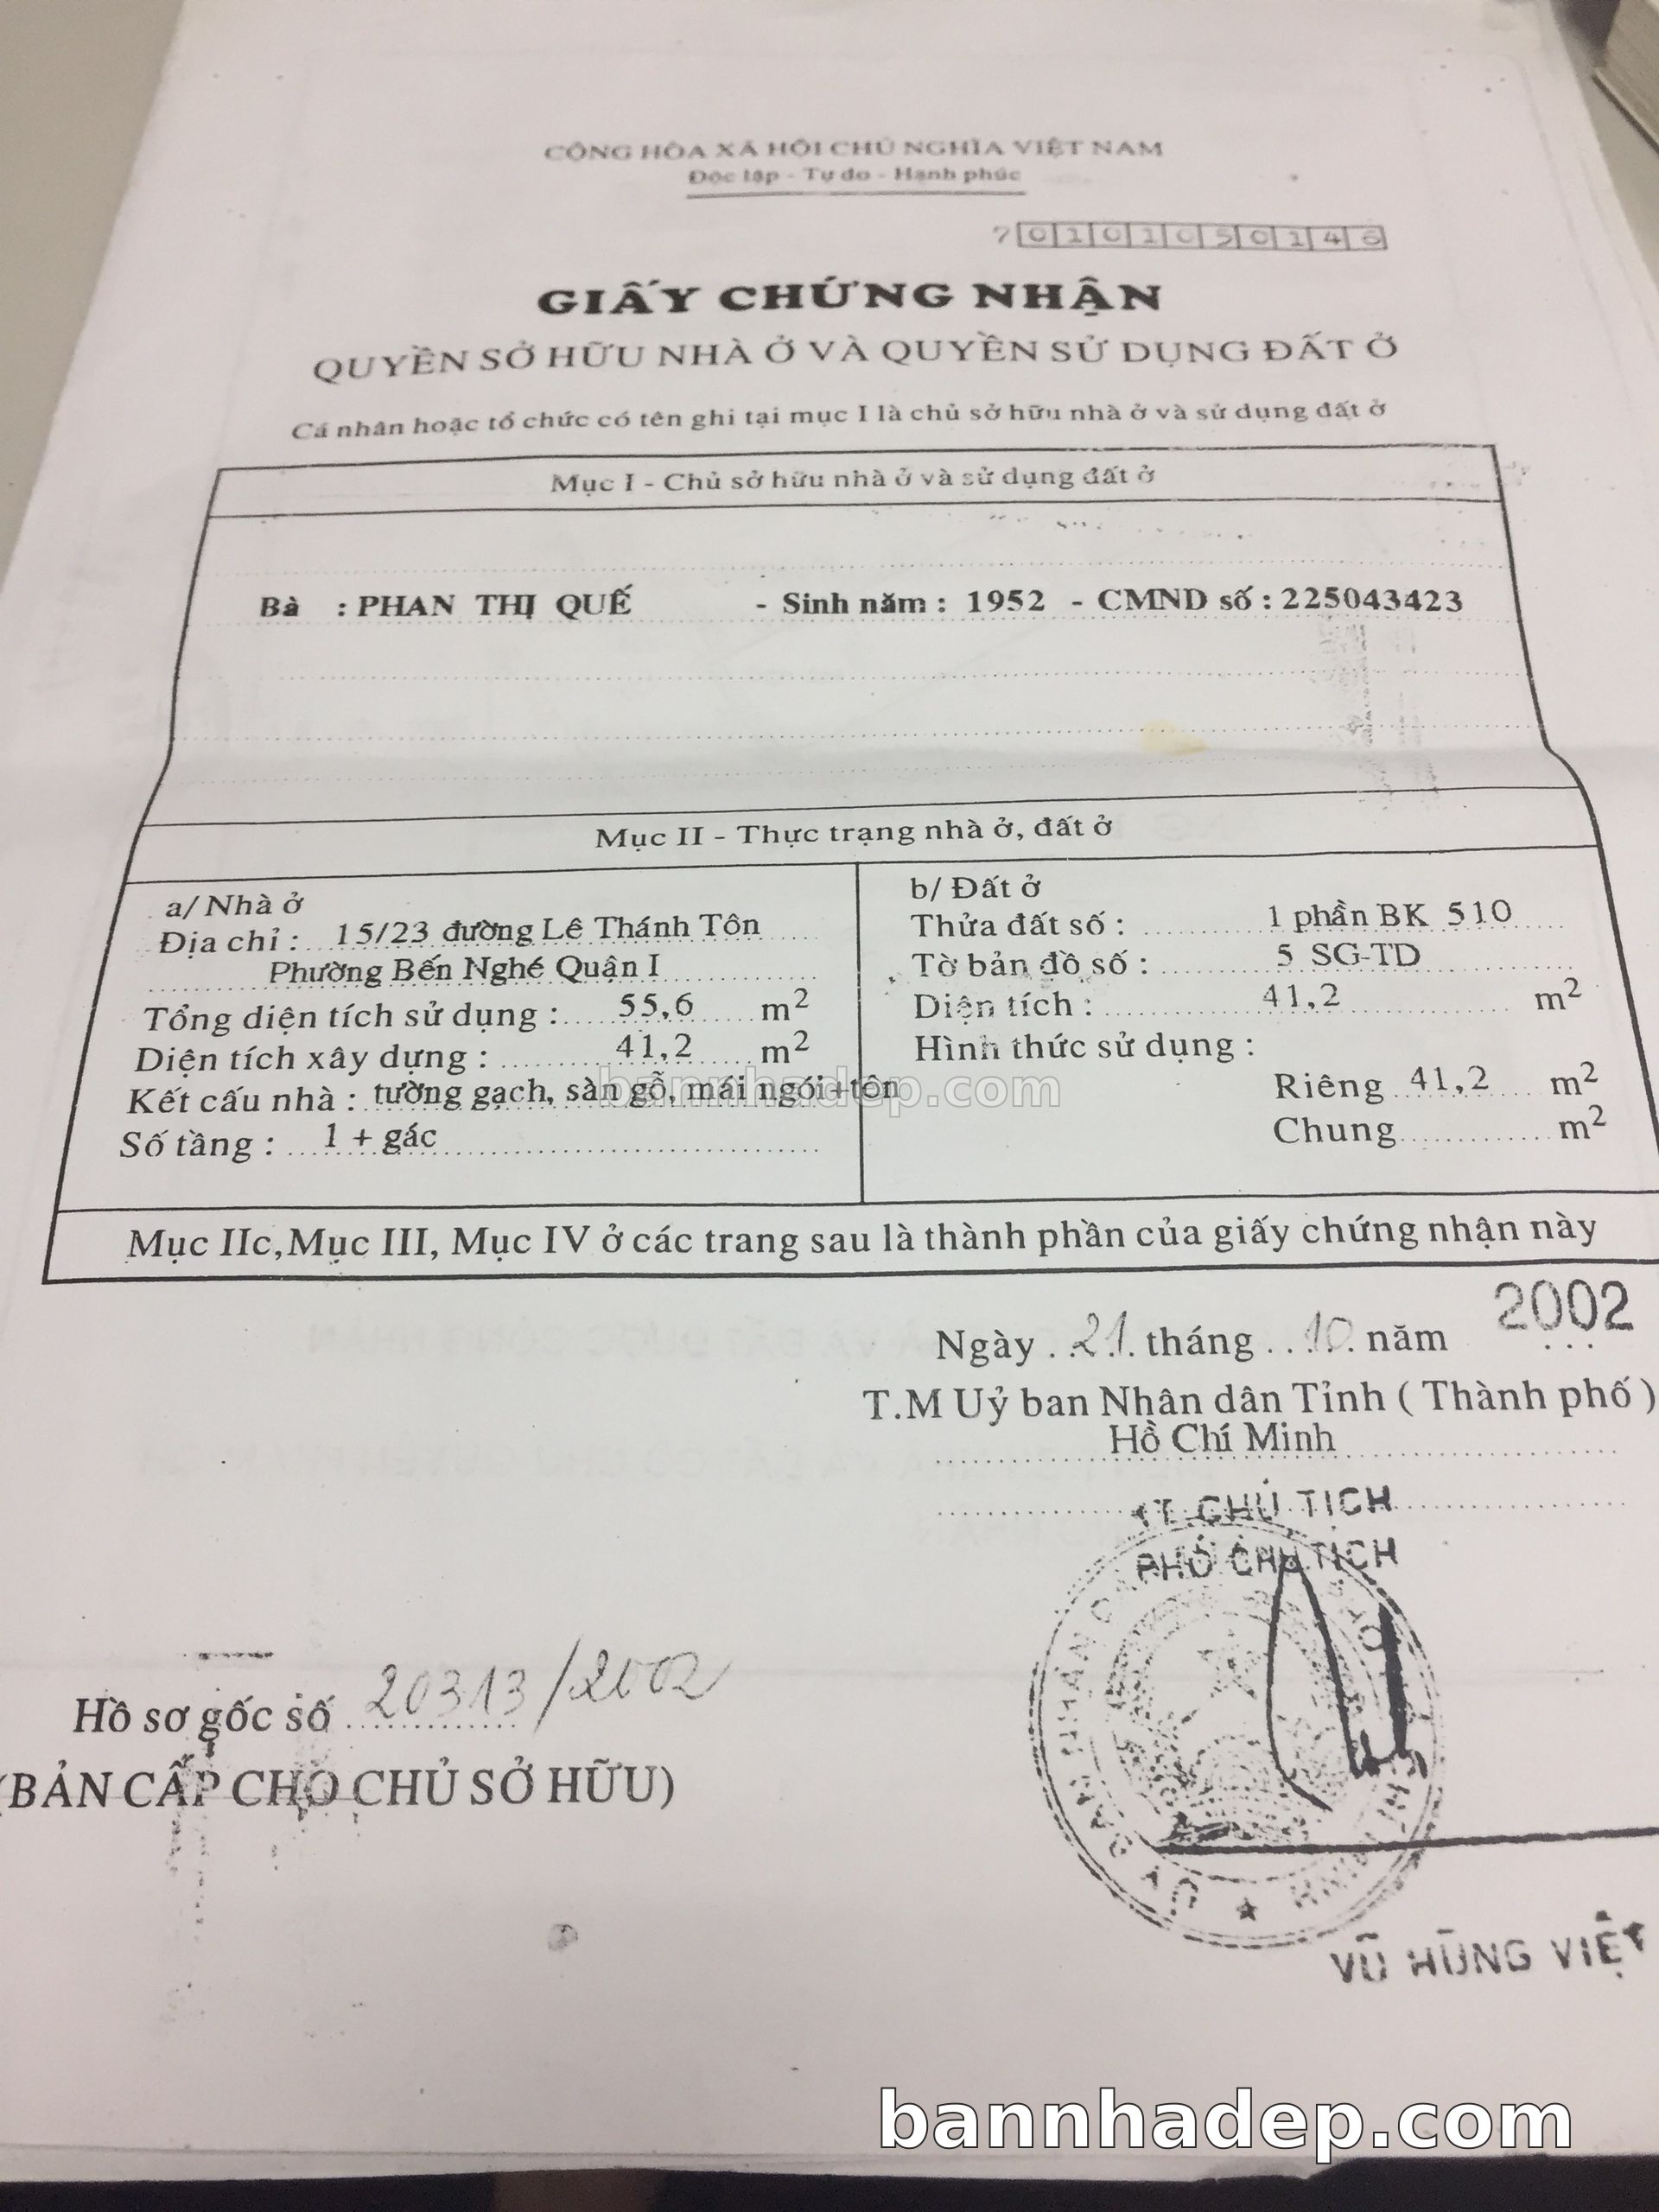 CỘNG HÒA XÃ HỘI CHỦ NGHĨA VIỆT NAM
Độc lập - Tự do - Hạnh phúc
7 0101050146
GIẤY CHỨNG NHẬN
QUYỀN SỞ HỮU NHÀ Ở VÀ QUYỀN SỬ DỤNG ĐẤT Ở
Cá nhân hoặc tổ chức có tên ghi tại mục I là chủ sở hữu nhà ở và sử dụng đất ở
Mục I - Chủ sở hữu nhà ở và sử dụng đất ở
Bà : PHAN THỊ QUẾ - Sinh năm : 1952 - CMND số : 225043423
Mục II - Thực trạng nhà ở, đất ở
a/ Nhà ở
Địa chỉ : 15/23 đường Lê Thánh Tôn
Phường Bến Nghé Quận I
Tổng diện tích sử dụng : 55,6 m2
Diện tích xây dựng : 41,2 m2
Kết cấu nhà : tường gạch, sàn gỗ, mái ngói+tôn
Số tầng : 1 + gác
b/ Đất ở
Thửa đất số : 1 phần BK 510
Tờ bản đồ số : 5 SG-TD
Diện tích : 41,2 m2
Hình thức sử dụng :
Riêng 41,2 m2
Chung m2
bannhadep.com
Mục IIc, Mục III, Mục IV ở các trang sau là thành phần của giấy chứng nhận này
Ngày 21 tháng 10 năm 2002
T.M Uỷ ban Nhân dân Tỉnh ( Thành phố )
Hồ Chí Minh
KT. CHỦ TỊCH
PHÓ CHỦ TỊCH
Hồ sơ gốc số 20313/2002
(BẢN CẤP CHO CHỦ SỞ HỮU)
VŨ HÙNG VIỆT
bannhadep.com